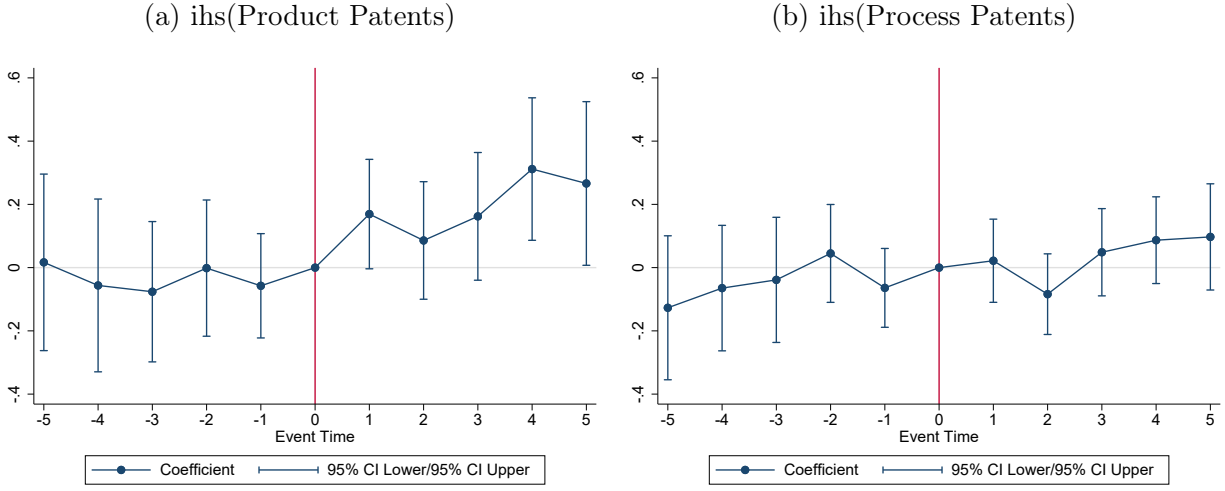 (a) ihs(Product Patents)
.6
.4
.2
0
-.2
-.4
-5 -4 -3 -2 -1 0 1 2 3 4 5
Event Time
Coefficient 95% CI Lower/95% CI Upper
(b) ihs(Process Patents)
.6
.4
.2
0
-.2
-.4
-5 -4 -3 -2 -1 0 1 2 3 4 5
Event Time
Coefficient 95% CI Lower/95% CI Upper